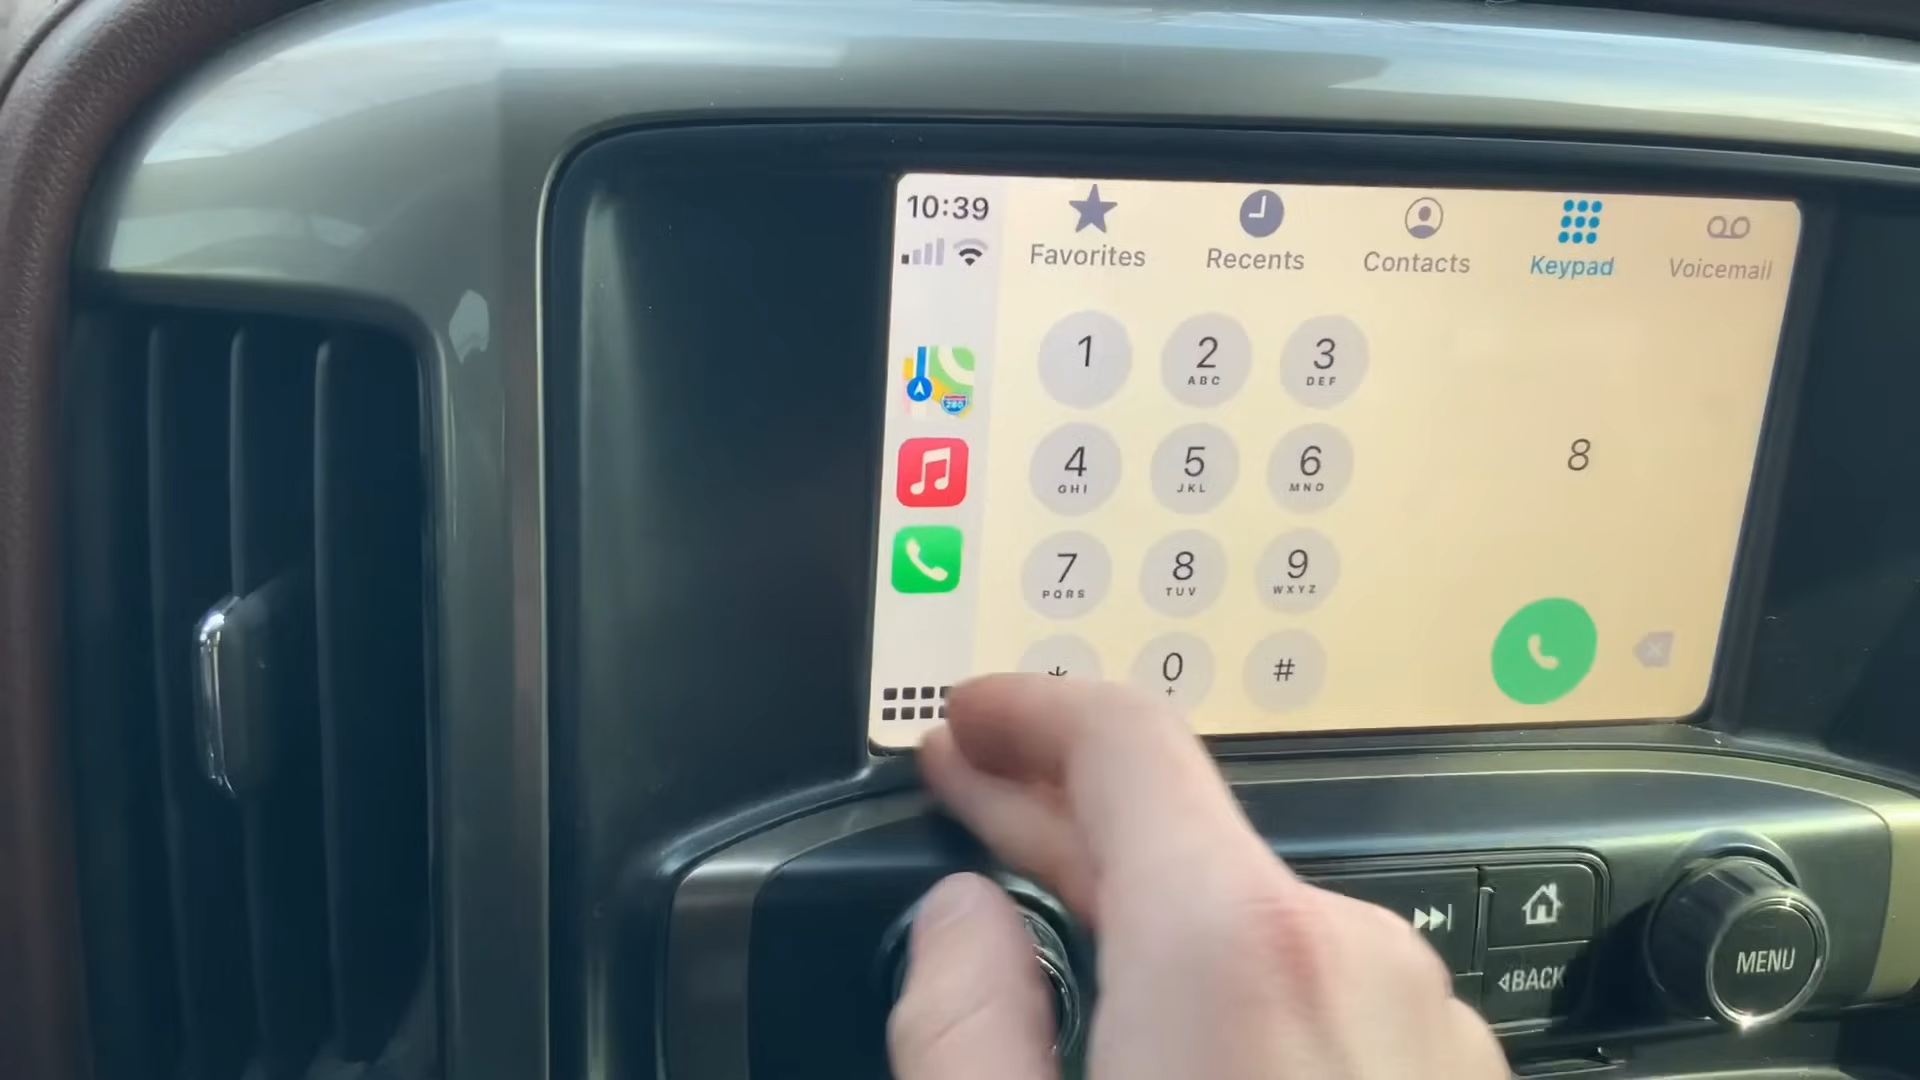 10:39
Favorites
Recents
Contacts
Keypad
Voicemail
280
1
2
ABC
3
DEF
4
GHI
5
JKL
6
MNO
7
PQRS
8
TUV
9
WXYZ
*
0
+
#
8
MENU
BACK